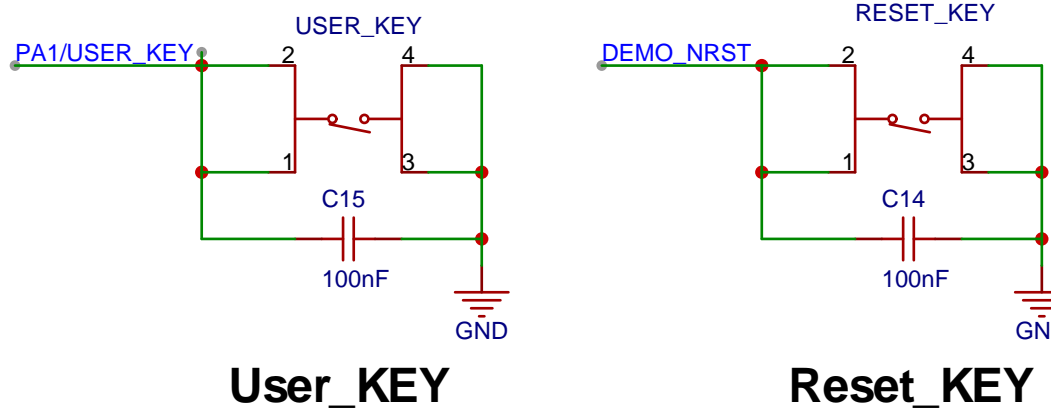 USER_KEY
RESET_KEY
PA1/USER_KEY
2
4
DEMO_NRST
2
4
1
3
1
3
C15
C14
100nF
100nF
GND
GN
User_KEY
Reset_KEY